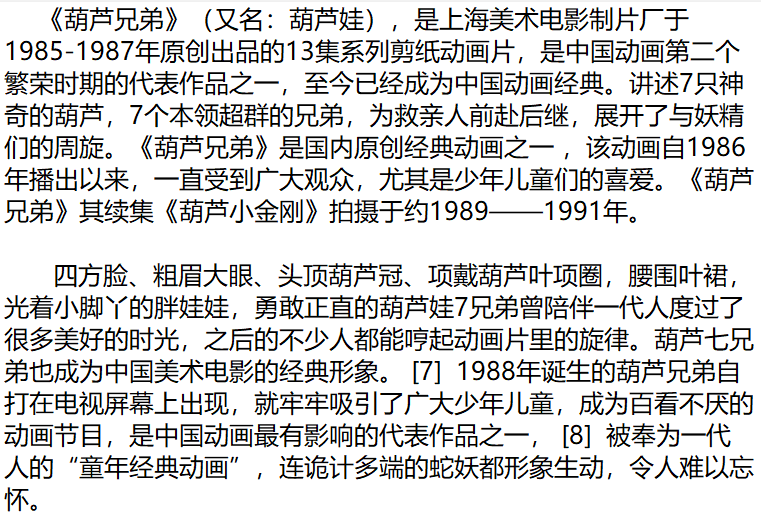 《葫芦兄弟》（又名：葫芦娃），是上海美术电影制片厂于
1985-1987年原创出品的13集系列剪纸动画片，是中国动画第二个
繁荣时期的代表作品之一，至今已经成为中国动画经典。讲述7只神
奇的葫芦，7个本领超群的兄弟，为救亲人前赴后继，展开了与妖精
们的周旋。《葫芦兄弟》是国内原创经典动画之一 ，该动画自1986
年播出以来，一直受到广大观众，尤其是少年儿童们的喜爱。《葫芦
兄弟》其续集《葫芦小金刚》拍摄于约1989——1991年。
四方脸、粗眉大眼、头顶葫芦冠、项戴葫芦叶项圈，腰围叶裙，
光着小脚丫的胖娃娃，勇敢正直的葫芦娃7兄弟曾陪伴一代人度过了
很多美好的时光，之后的不少人都能哼起动画片里的旋律。葫芦七兄
弟也成为中国美术电影的经典形象。 [7] 1988年诞生的葫芦兄弟自
打在电视屏幕上出现，就牢牢吸引了广大少年儿童，成为百看不厌的
动画节目，是中国动画最有影响的代表作品之一， [8] 被奉为一代
人的“童年经典动画”，连诡计多端的蛇妖都形象生动，令人难以忘
怀。